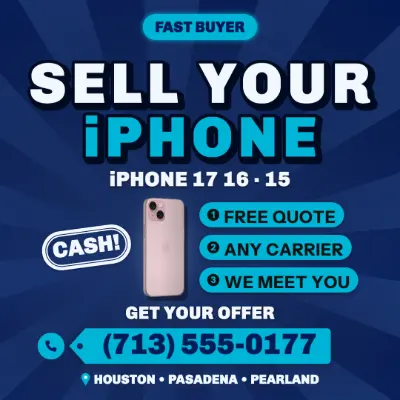 FAST BUYER
SELL YOUR
iPHONE
iPHONE 17 16 - 15
CASH!
1 FREE QUOTE
2 ANY CARRIER
3 WE MEET YOU
GET YOUR OFFER
(713) 555-0177
HOUSTON • PASADENA • PEARLAND